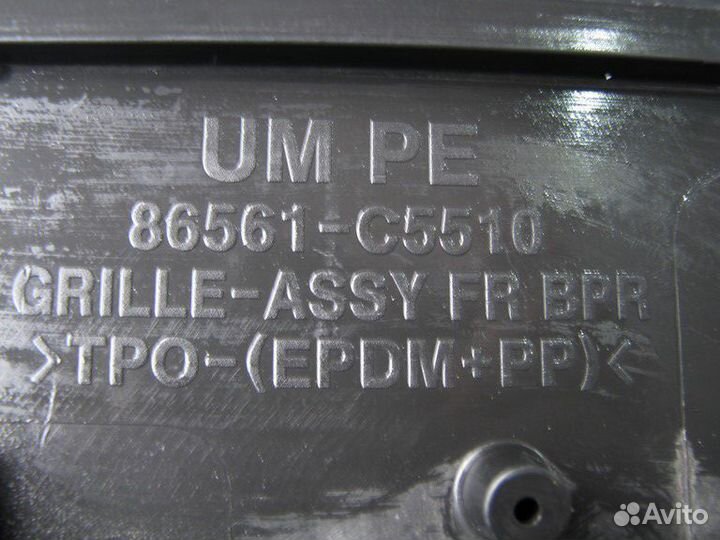 UM PE
86561-C5510
GRILLE-ASSY FR BPR
>TPO-(EPDM+PP)<
Avito